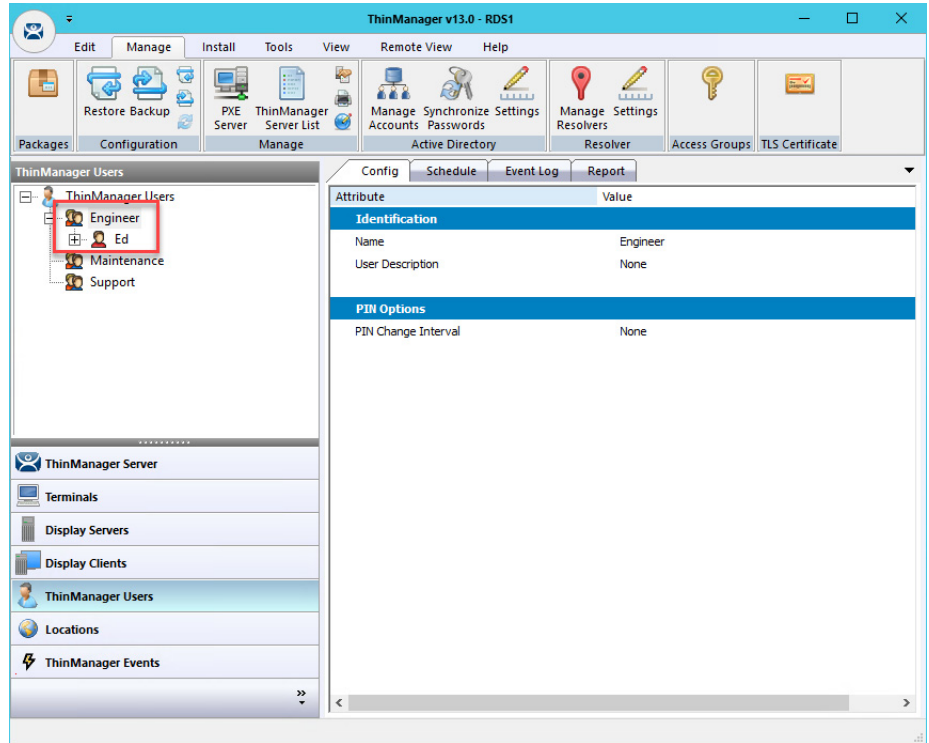 ThinManager v13.0 - RDS1
Edit Manage Install Tools View Remote View Help
Restore Backup PXE Server ThinManager Server List Manage Accounts Synchronize Passwords Settings Manage Resolvers Settings
Packages Configuration Manage Active Directory Resolver Access Groups TLS Certificate
ThinManager Users
ThinManager Users
Engineer
Ed
Maintenance
Support
ThinManager Server
Terminals
Display Servers
Display Clients
ThinManager Users
Locations
ThinManager Events
Config Schedule Event Log Report
Attribute Value
Identification
Name Engineer
User Description None
PIN Options
PIN Change Interval None